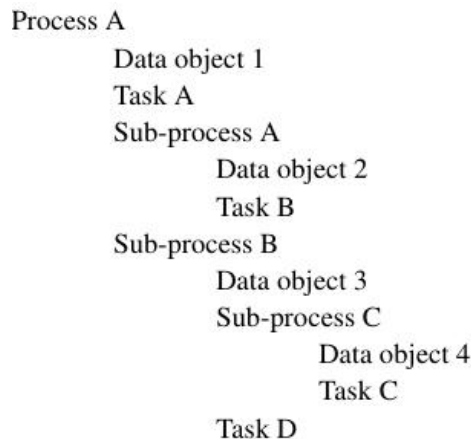 Process A
Data object 1
Task A
Sub-process A
Data object 2
Task B
Sub-process B
Data object 3
Sub-process C
Data object 4
Task C
Task D